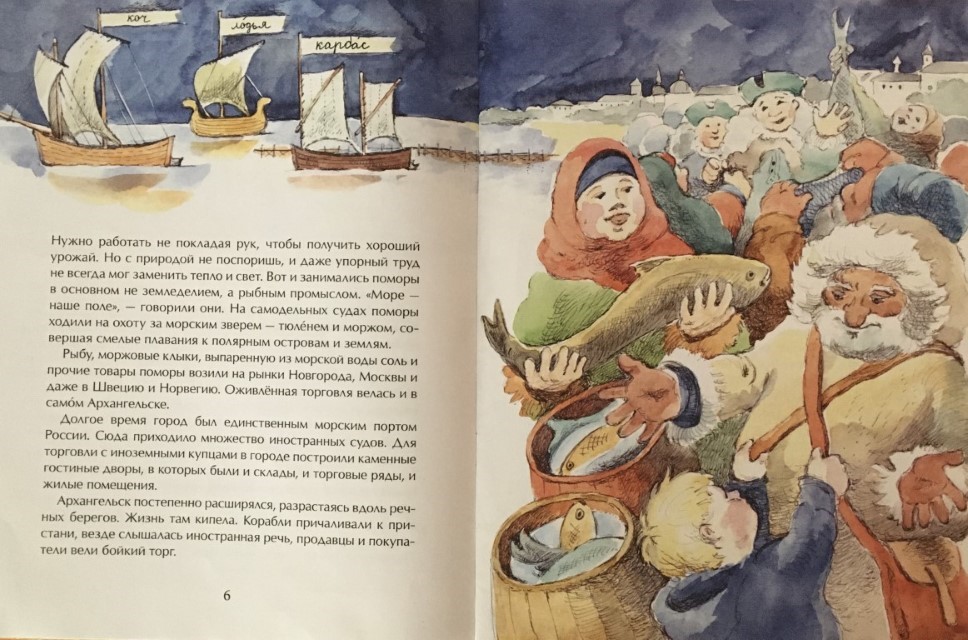 коч
лодья
карба́с
Нужно работать не покладая рук, чтобы получить хороший
урожай. Но с природой не поспоришь, и даже упорный труд
не всегда мог заменить тепло и свет. Вот и занимались поморы
в основном не земледелием, а рыбным промыслом. «Море —
наше поле», — говорили они. На самодельных судах поморы
ходили на охоту за морским зверем — тюле́нем и моржом, со-
вершая смелые плавания к полярным островам и землям.
Рыбу, моржовые клыки, выпаренную из морской воды соль и
прочие товары поморы возили на рынки Новгорода, Москвы и
даже в Швецию и Норвегию. Оживлённая торговля велась и в
само́м Архангельске.
Долгое время город был единственным морским портом
России. Сюда приходило множество иностранных судов. Для
торговли с иноземными купцами в городе построили каменные
гостиные дворы, в которых были и склады, и торговые ряды, и
жилые помещения.
Архангельск постепенно расширялся, разрастаясь вдоль реч-
ных берегов. Жизнь там кипела. Корабли причаливали к при-
стани, везде слышалась иностранная речь, продавцы и покупа-
тели вели бойкий торг.
6